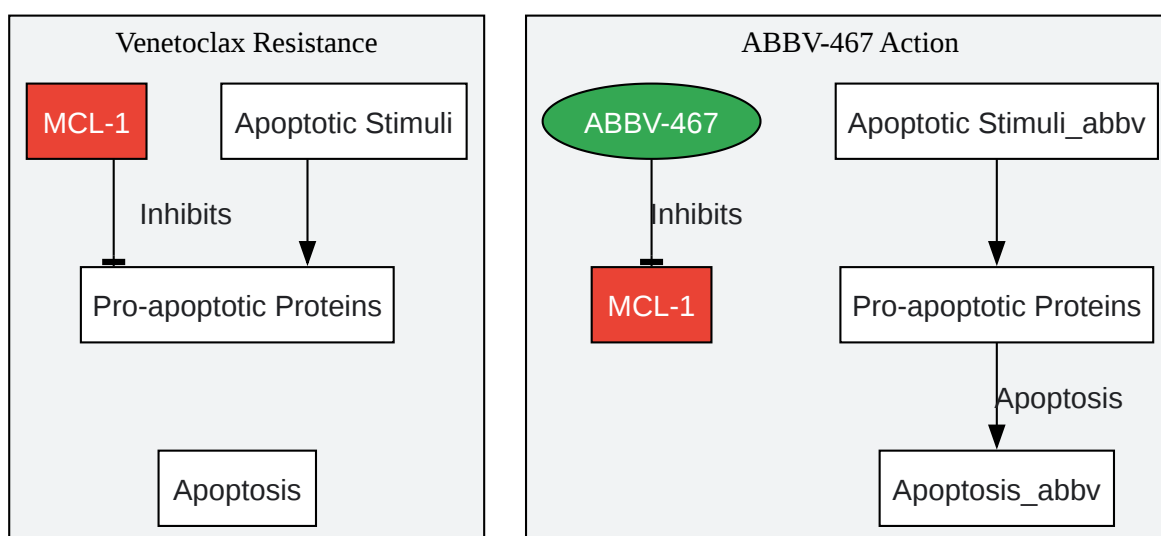 Venetoclax Resistance
MCL-1
Apoptotic Stimuli
Inhibits
Pro-apoptotic Proteins
Apoptosis
ABBV-467 Action
ABBV-467
Apoptotic Stimuli_abbv
Inhibits
MCL-1
Pro-apoptotic Proteins
Apoptosis
Apoptosis_abbv